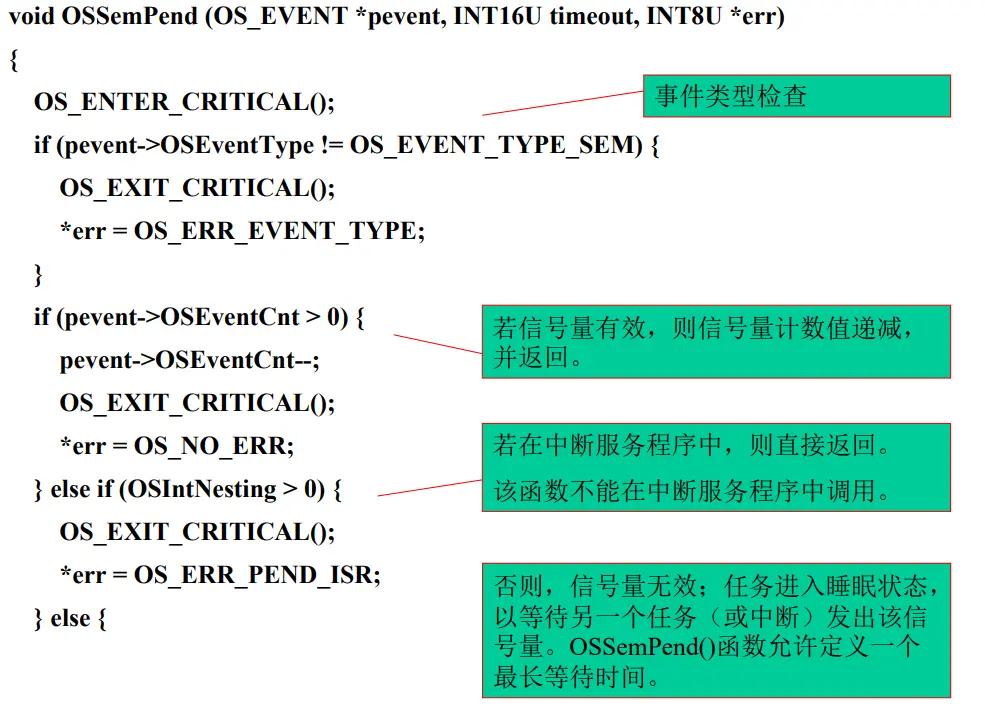 void OSSemPend (OS_EVENT *pevent, INT16U timeout, INT8U *err)
{
OS_ENTER_CRITICAL();
事件类型检查
if (pevent->OSEventType != OS_EVENT_TYPE_SEM) {
OS_EXIT_CRITICAL();
*err = OS_ERR_EVENT_TYPE;
}
if (pevent->OSEventCnt > 0) {
若信号量有效，则信号量计数值递减，
并返回。
pevent->OSEventCnt--;
OS_EXIT_CRITICAL();
*err = OS_NO_ERR;
若在中断服务程序中，则直接返回。
该函数不能在中断服务程序中调用。
} else if (OSIntNesting > 0) {
OS_EXIT_CRITICAL();
*err = OS_ERR_PEND_ISR;
} else {
否则，信号量无效；任务进入睡眠状态，
以等待另一个任务（或中断）发出该信
号量。OSSemPend()函数允许定义一个
最长等待时间。